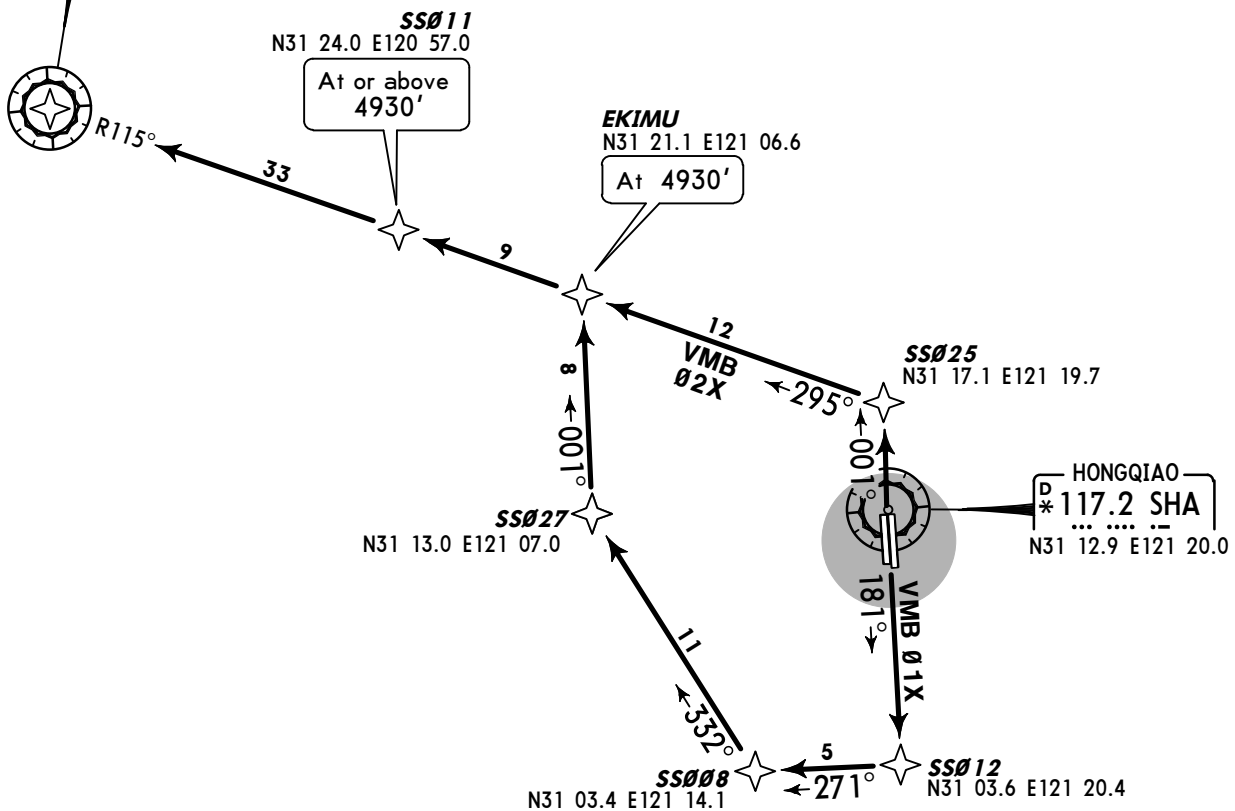 SSØ11
N31 24.0 E120 57.0
At or above
4930'
R115°
33
EKIMU
N31 21.1 E121 06.6
At 4930'
9
12
VMB
Ø2X
295°
SSØ25
N31 17.1 E121 19.7
8
001°
001°
HONGQIAO
D
* 117.2 SHA
N31 12.9 E121 20.0
SSØ27
N31 13.0 E121 07.0
181°
VMB Ø1X
11
332°
5
271°
SSØØ8
N31 03.4 E121 14.1
SSØ12
N31 03.6 E121 20.4